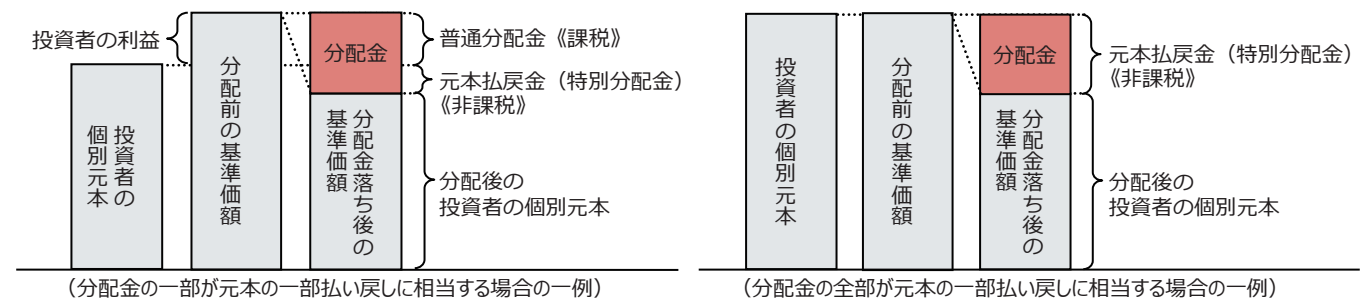 投資者の利益
投資者の
個別元本
分配前の基準価額
分配金
分配金落ち後の
基準価額
普通分配金《課税》
元本払戻金（特別分配金）
《非課税》
分配後の
投資者の個別元本
（分配金の一部が元本の一部払い戻しに相当する場合の一例）
投資者の個別元本
分配前の基準価額
分配金
分配金落ち後の
基準価額
元本払戻金（特別分配金）
《非課税》
分配後の
投資者の個別元本
（分配金の全部が元本の一部払い戻しに相当する場合の一例）